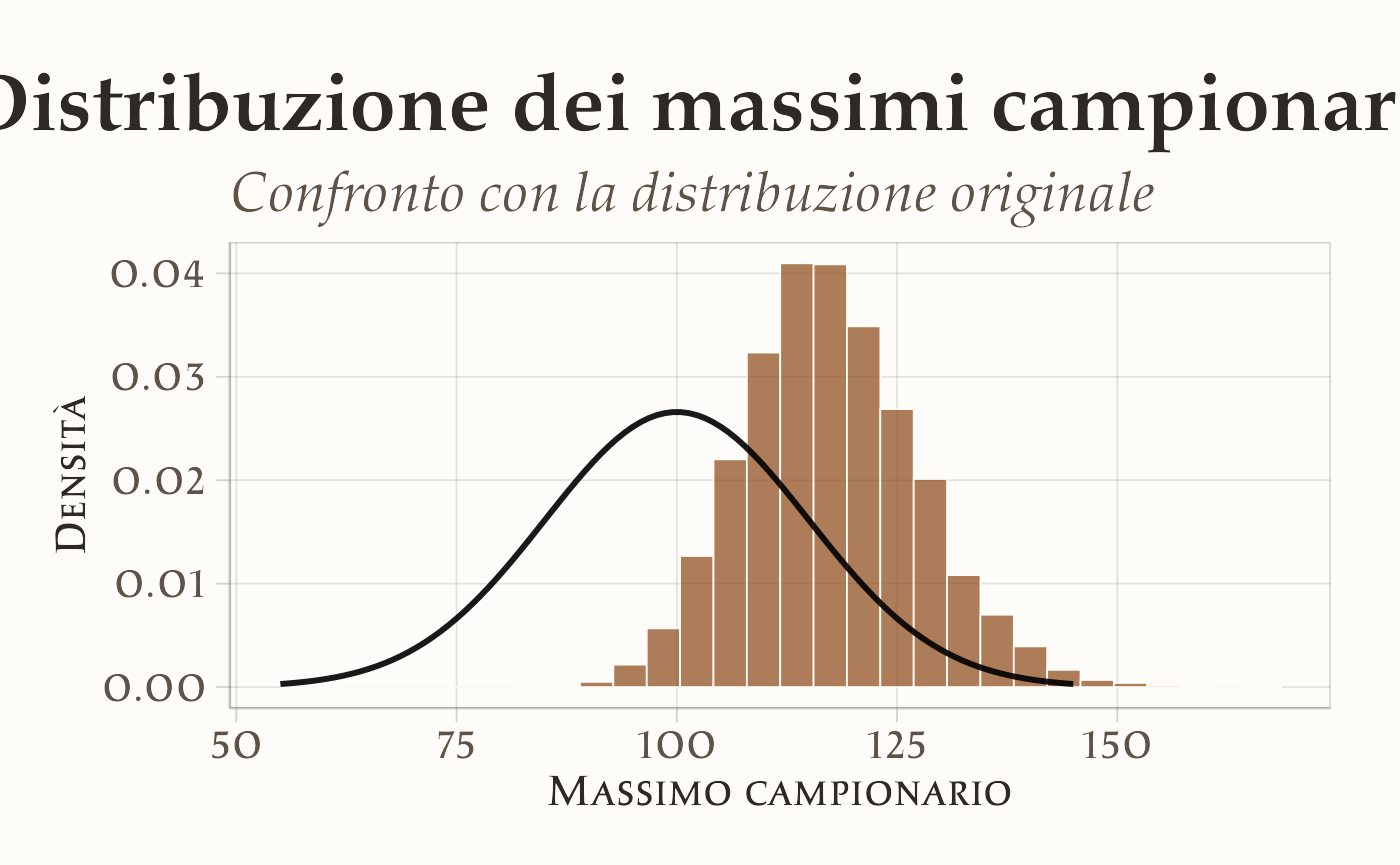 Distribuzione dei massimi campionar
Confronto con la distribuzione originale
0.04
0.03
0.02
0.01
0.00
Densità
50 75 100 125 150
Massimo campionario